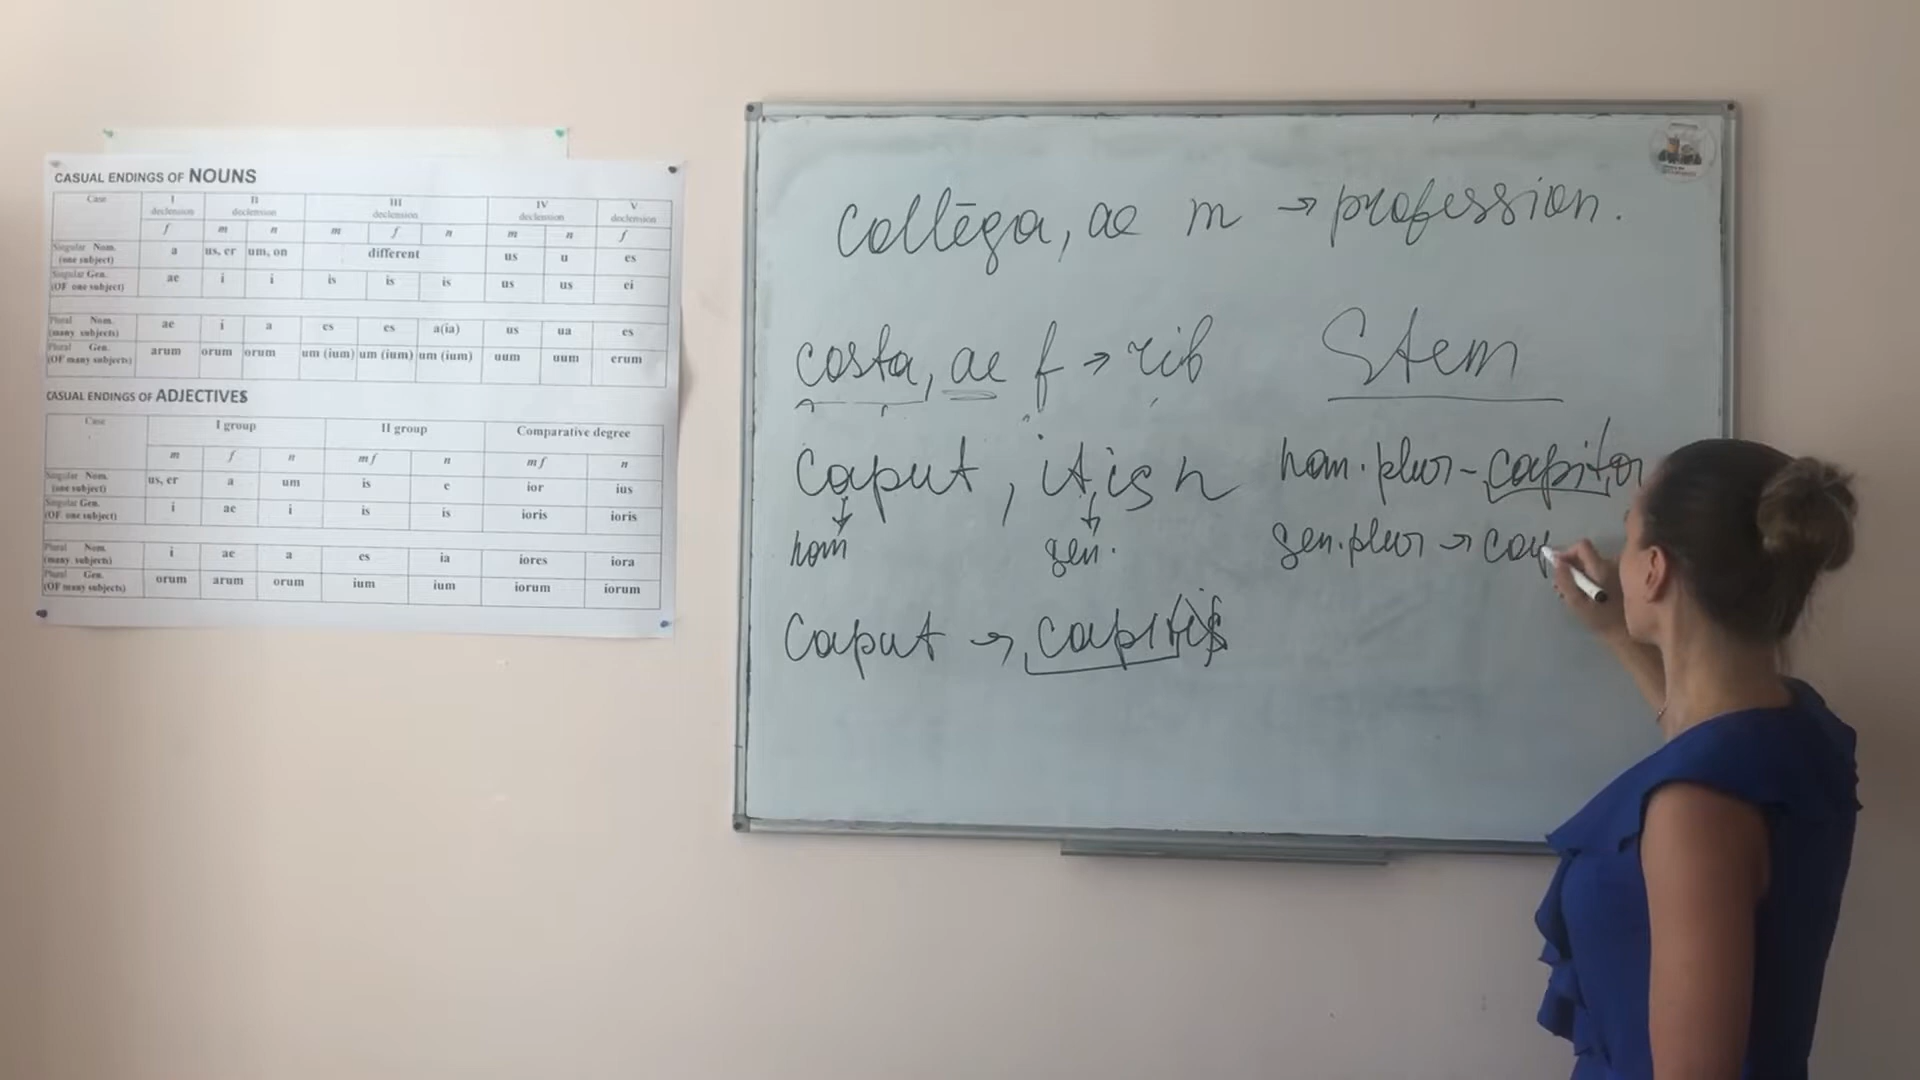 CASUAL ENDINGS OF NOUNS
Case I declension II declension III declension IV declension V declension
f m n m f n m n f
Singular Nom. (one subject) a us, er um, on different us u es
Singular Gen. (OF one subject) ae i i is is is us us ei
Plural Nom. (many subjects) ae i a es es a(ia) us ua es
Plural Gen. (OF many subjects) arum orum orum um (ium) um (ium) um (ium) uum uum erum
CASUAL ENDINGS OF ADJECTIVES
Case I group II group Comparative degree
m f n m f n m f n
Singular Nom. (one subject) us, er a um is e ior ius
Singular Gen. (OF one subject) i ae i is is ioris ioris
Plural Nom. (many subjects) i ae a es ia iores iora
Plural Gen. (OF many subjects) orum arum orum ium ium iorum iorum
collēga, ae m → profession.
costa, ae f → rib
Stem
caput, itis n
nom gen.
caput → capitis
nom. plur - capita
gen. plur → cap